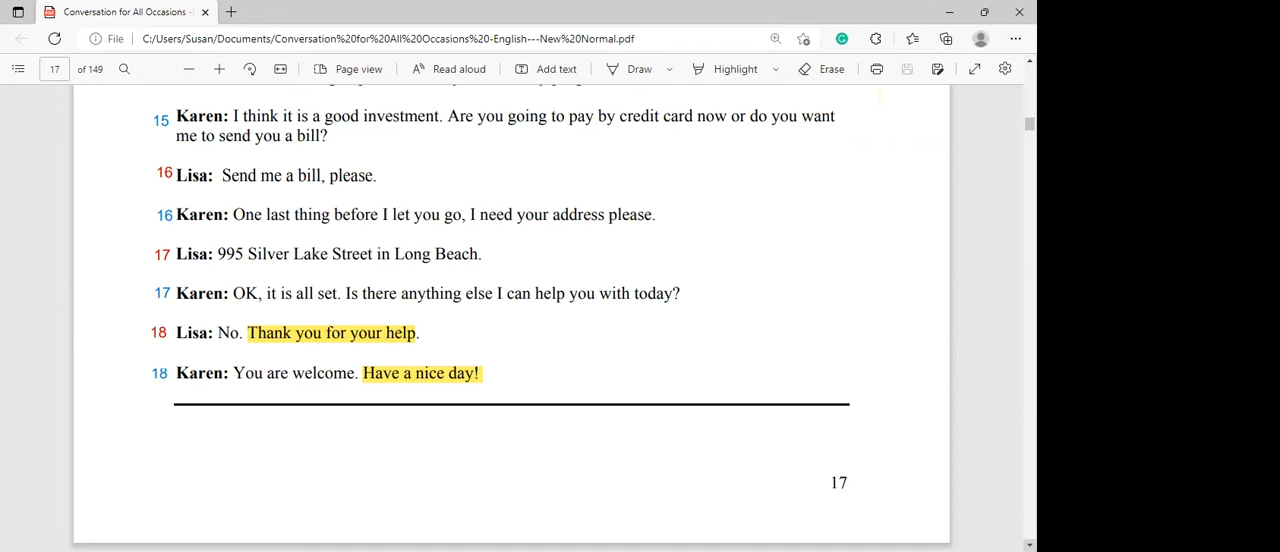 Conversation for All Occasions -
File C:/Users/Susan/Documents/Conversation%20for%20All%20Occasions%20-English---New%20Normal.pdf
17 of 149 Page view Read aloud Add text Draw Highlight Erase
15 Karen: I think it is a good investment. Are you going to pay by credit card now or do you want
me to send you a bill?
16 Lisa: Send me a bill, please.
16 Karen: One last thing before I let you go, I need your address please.
17 Lisa: 995 Silver Lake Street in Long Beach.
17 Karen: OK, it is all set. Is there anything else I can help you with today?
18 Lisa: No. Thank you for your help.
18 Karen: You are welcome. Have a nice day!
17